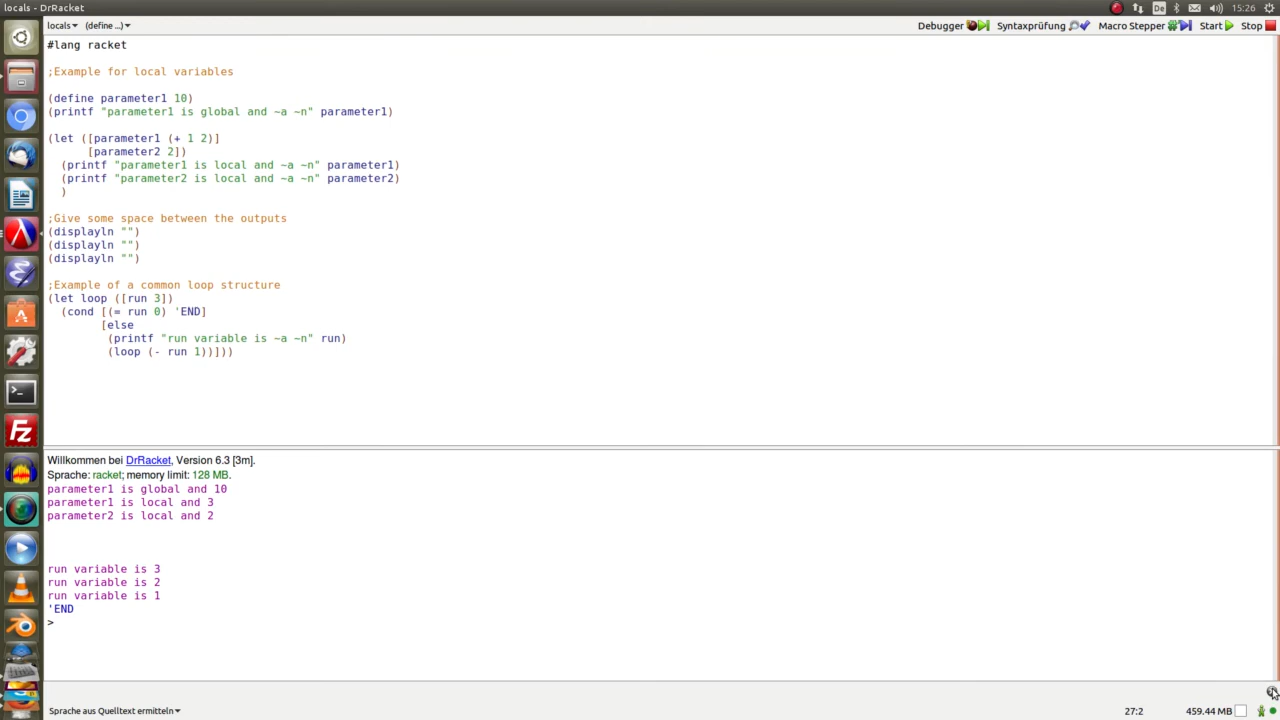 locals - DrRacket
De
15:26
locals
(define ...)
Debugger
Syntaxprüfung
Macro Stepper
Start
Stop
#lang racket
;Example for local variables
(define parameter1 10)
(printf "parameter1 is global and ~a ~n" parameter1)
(let ([parameter1 (+ 1 2)]
      [parameter2 2])
  (printf "parameter1 is local and ~a ~n" parameter1)
  (printf "parameter2 is local and ~a ~n" parameter2)
  )
;Give some space between the outputs
(displayln "")
(displayln "")
(displayln "")
;Example of a common loop structure
(let loop ([run 3])
  (cond [(= run 0) 'END]
        [else
         (printf "run variable is ~a ~n" run)
         (loop (- run 1))]))
Willkommen bei DrRacket, Version 6.3 [3m].
Sprache: racket; memory limit: 128 MB.
parameter1 is global and 10
parameter1 is local and 3
parameter2 is local and 2
run variable is 3
run variable is 2
run variable is 1
'END
>
Sprache aus Quelltext ermitteln
27:2
459.44 MB